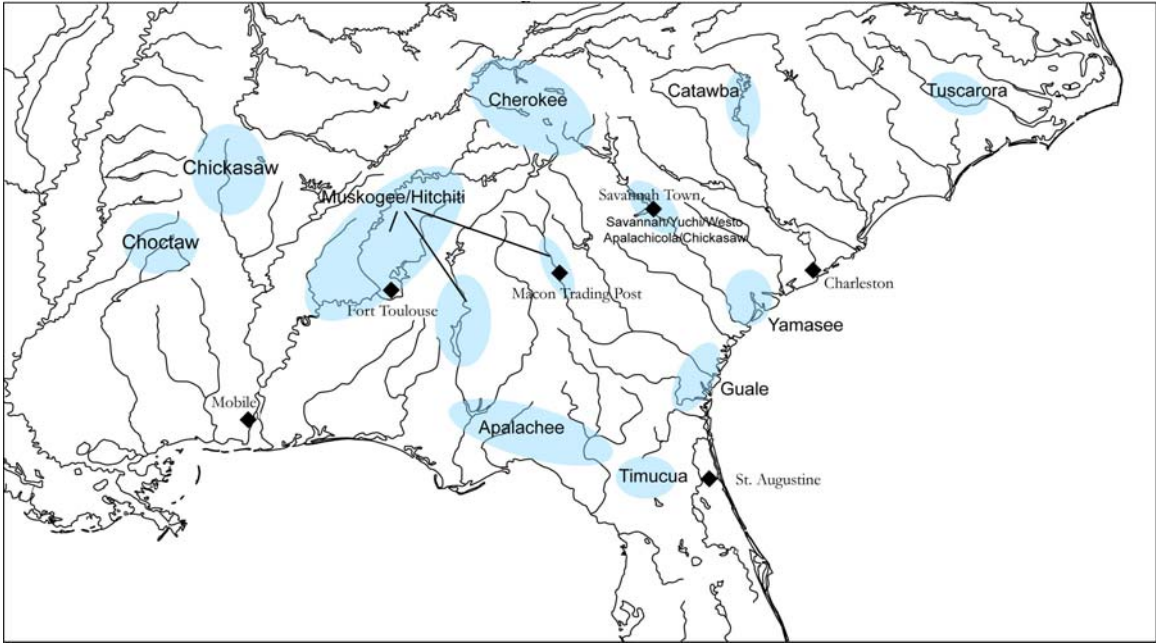 Cherokee
Catawba
Tuscarora
Chickasaw
Muskogee/Hitchiti
Savannah Town
Savannah/Yuchi/Westo
Apalachicola/Chickasaw
Choctaw
Fort Toulouse
Macon Trading Post
Charleston
Yamasee
Guale
Mobile
Apalachee
Timucua
St. Augustine